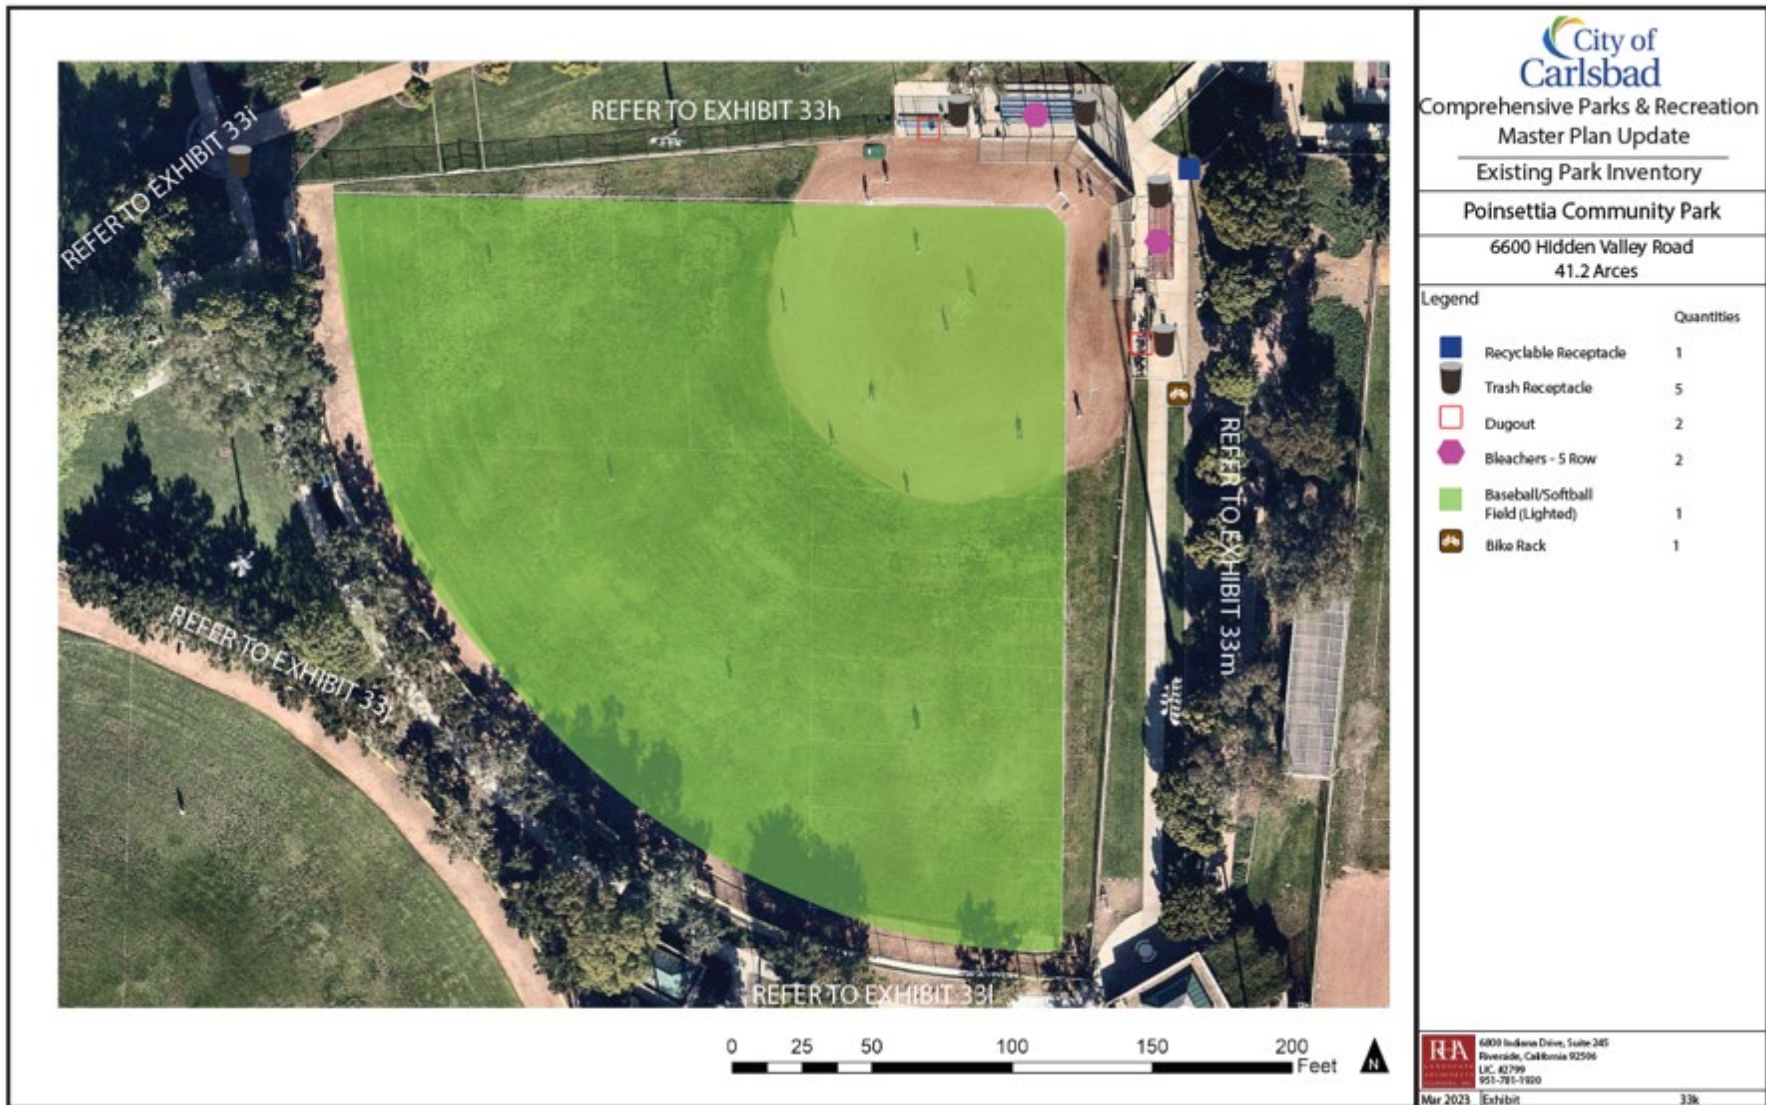 REFER TO EXHIBIT 33h
REFER TO EXHIBIT 33i
REFER TO EXHIBIT 33j
REFER TO EXHIBIT 33m
REFER TO EXHIBIT 33l
0 25 50 100 150 200
Feet
N
City of
Carlsbad
Comprehensive Parks & Recreation
Master Plan Update
Existing Park Inventory
Poinsettia Community Park
6600 Hidden Valley Road
41.2 Arces
Legend
Quantities
Recyclable Receptacle 1
Trash Receptacle 5
Dugout 2
Bleachers - 5 Row 2
Baseball/Softball
Field (Lighted) 1
Bike Rack 1
RHA
LANDSCAPE
ARCHITECTS
6800 Indiana Drive, Suite 245
Riverside, California 92506
LIC. #2799
951-781-1930
Mar 2023 Exhibit 33k